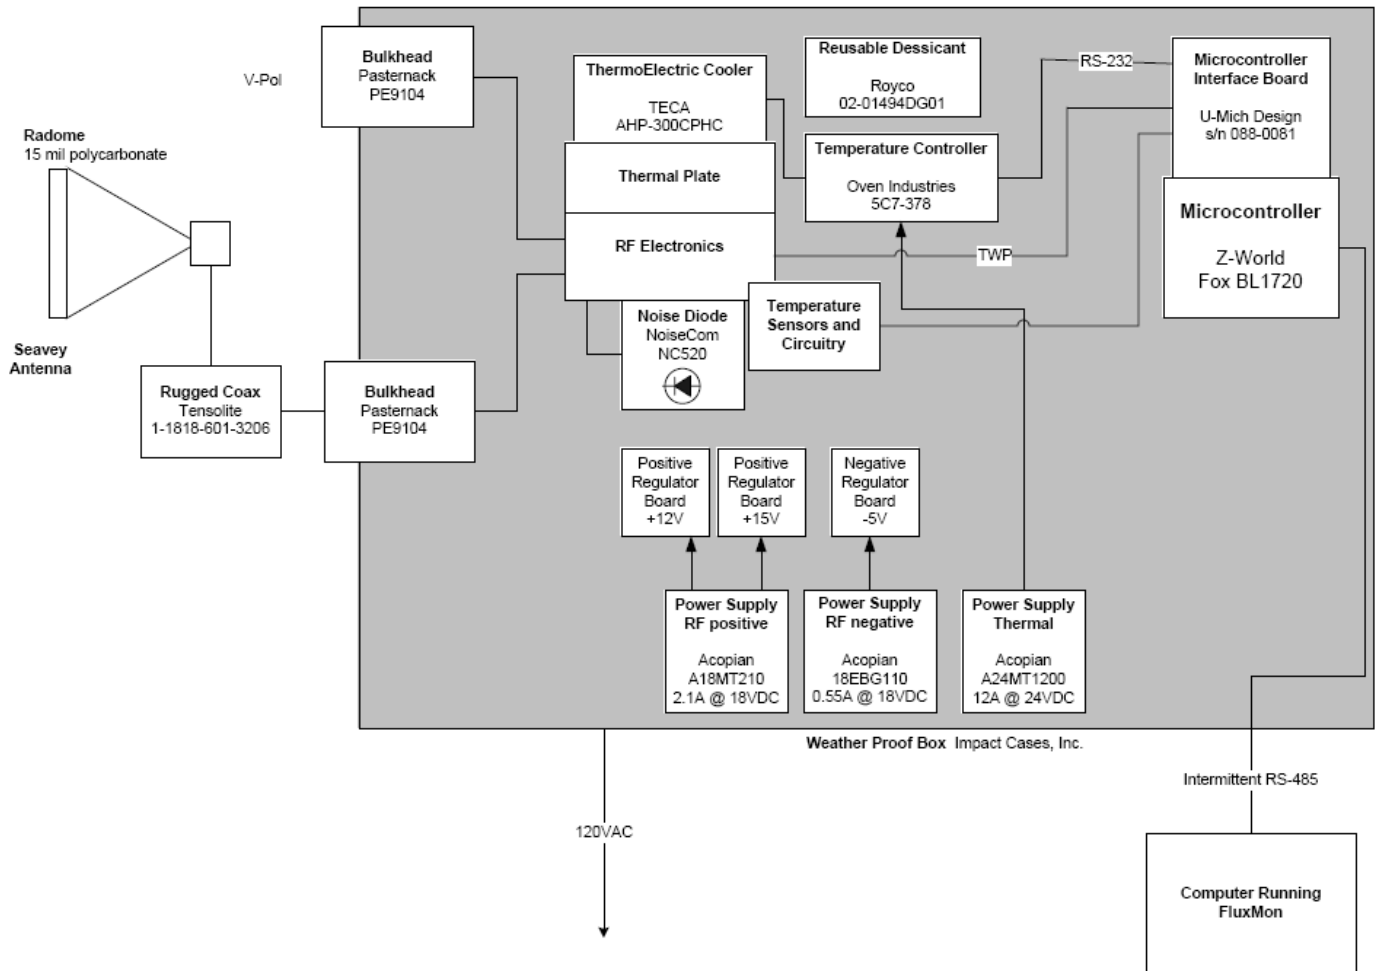 V-Pol
Bulkhead
Pasternack
PE9104
Radome
15 mil polycarbonate
Seavey
Antenna
Rugged Coax
Tensolite
1-1818-601-3206
Bulkhead
Pasternack
PE9104
ThermoElectric Cooler
TECA
AHP-300CPHC
Thermal Plate
RF Electronics
Noise Diode
NoiseCom
NC520
Temperature
Sensors and
Circuitry
Reusable Dessicant
Royco
02-01494DG01
Temperature Controller
Oven Industries
5C7-378
RS-232
TWP
Microcontroller
Interface Board
U-Mich Design
s/n 088-0081
Microcontroller
Z-World
Fox BL1720
Positive
Regulator
Board
+12V
Positive
Regulator
Board
+15V
Negative
Regulator
Board
-5V
Power Supply
RF positive
Acopian
A18MT210
2.1A @ 18VDC
Power Supply
RF negative
Acopian
18EBG110
0.55A @ 18VDC
Power Supply
Thermal
Acopian
A24MT1200
12A @ 24VDC
Weather Proof Box Impact Cases, Inc.
120VAC
Intermittent RS-485
Computer Running
FluxMon